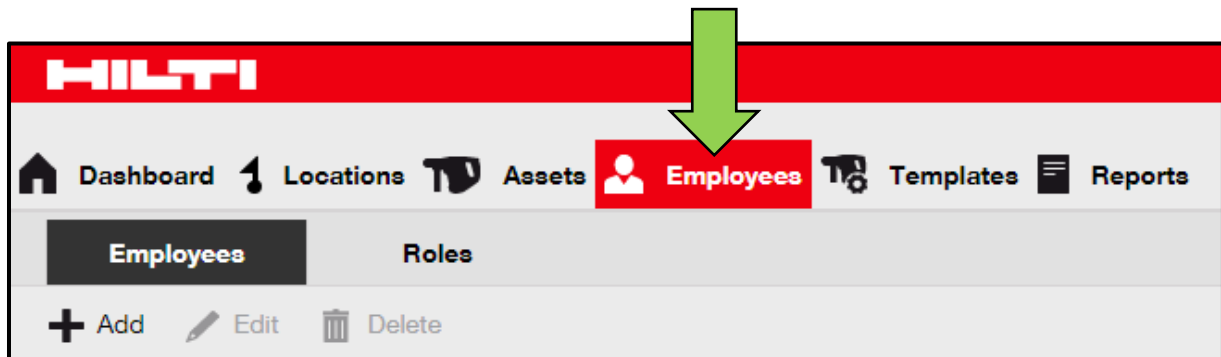 HILTI
Dashboard Locations Assets Employees Templates Reports
Employees Roles
Add Edit Delete